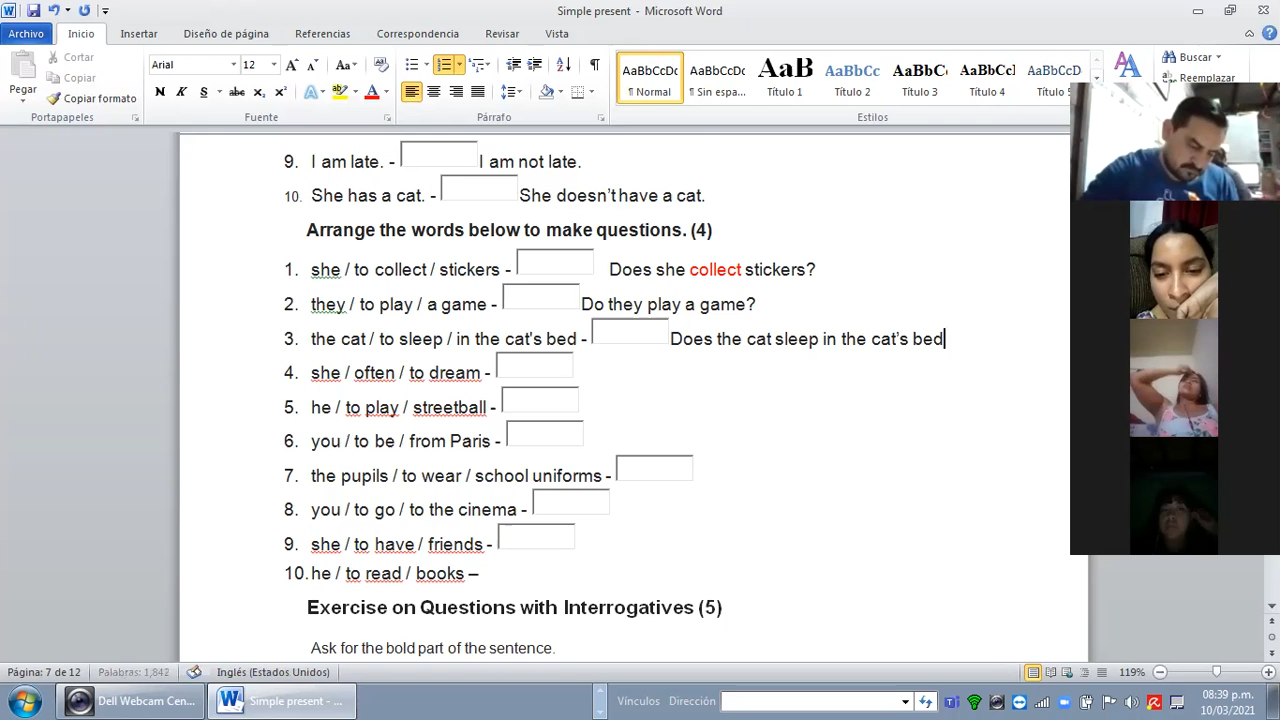 Simple present - Microsoft Word
Archivo Inicio Insertar Diseño de página Referencias Correspondencia Revisar Vista
Pegar
Cortar
Copiar
Copiar formato
Portapapeles
Arial 12
N K S abc x₂ x²
Fuente
Párrafo
AaBbCcDc AaBbCcDc AaB AaBbCc AaBbC AaBbCc AaBbCcD
¶ Normal ¶ Sin espa... Título 1 Título 2 Título 3 Título 4 Título 5
Estilos
Buscar
Reemplazar
9. I am late. - I am not late.
10. She has a cat. - She doesn’t have a cat.
Arrange the words below to make questions. (4)
1. she / to collect / stickers - Does she collect stickers?
2. they / to play / a game - Do they play a game?
3. the cat / to sleep / in the cat's bed - Does the cat sleep in the cat’s bed
4. she / often / to dream -
5. he / to play / streetball -
6. you / to be / from Paris -
7. the pupils / to wear / school uniforms -
8. you / to go / to the cinema -
9. she / to have / friends -
10. he / to read / books –
Exercise on Questions with Interrogatives (5)
Ask for the bold part of the sentence.
Página: 7 de 12 Palabras: 1,842 Inglés (Estados Unidos) 119%
Dell Webcam Cen... Simple present - ... Vínculos Dirección
08:39 p.m.
10/03/2021